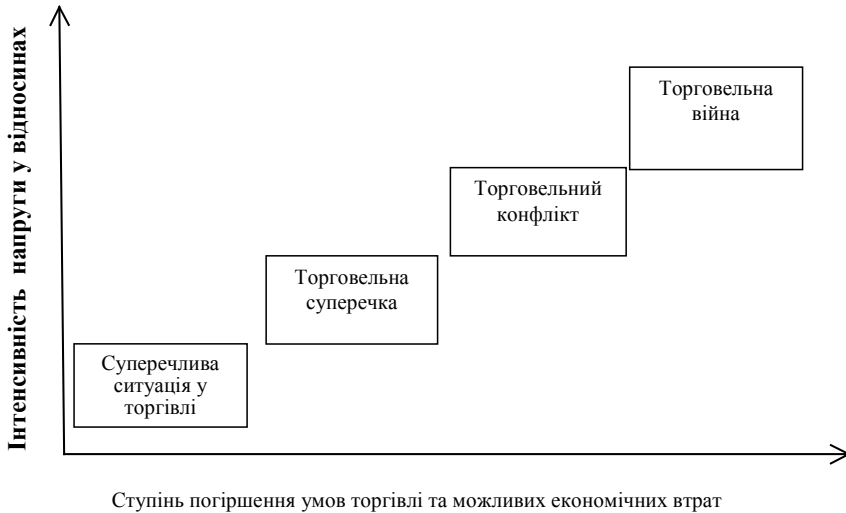 Інтенсивність напруги у відносинах
Торговельна
війна
Торговельний
конфлікт
Торговельна
суперечка
Суперечлива
ситуація у
торгівлі
Ступінь погіршення умов торгівлі та можливих економічних втрат